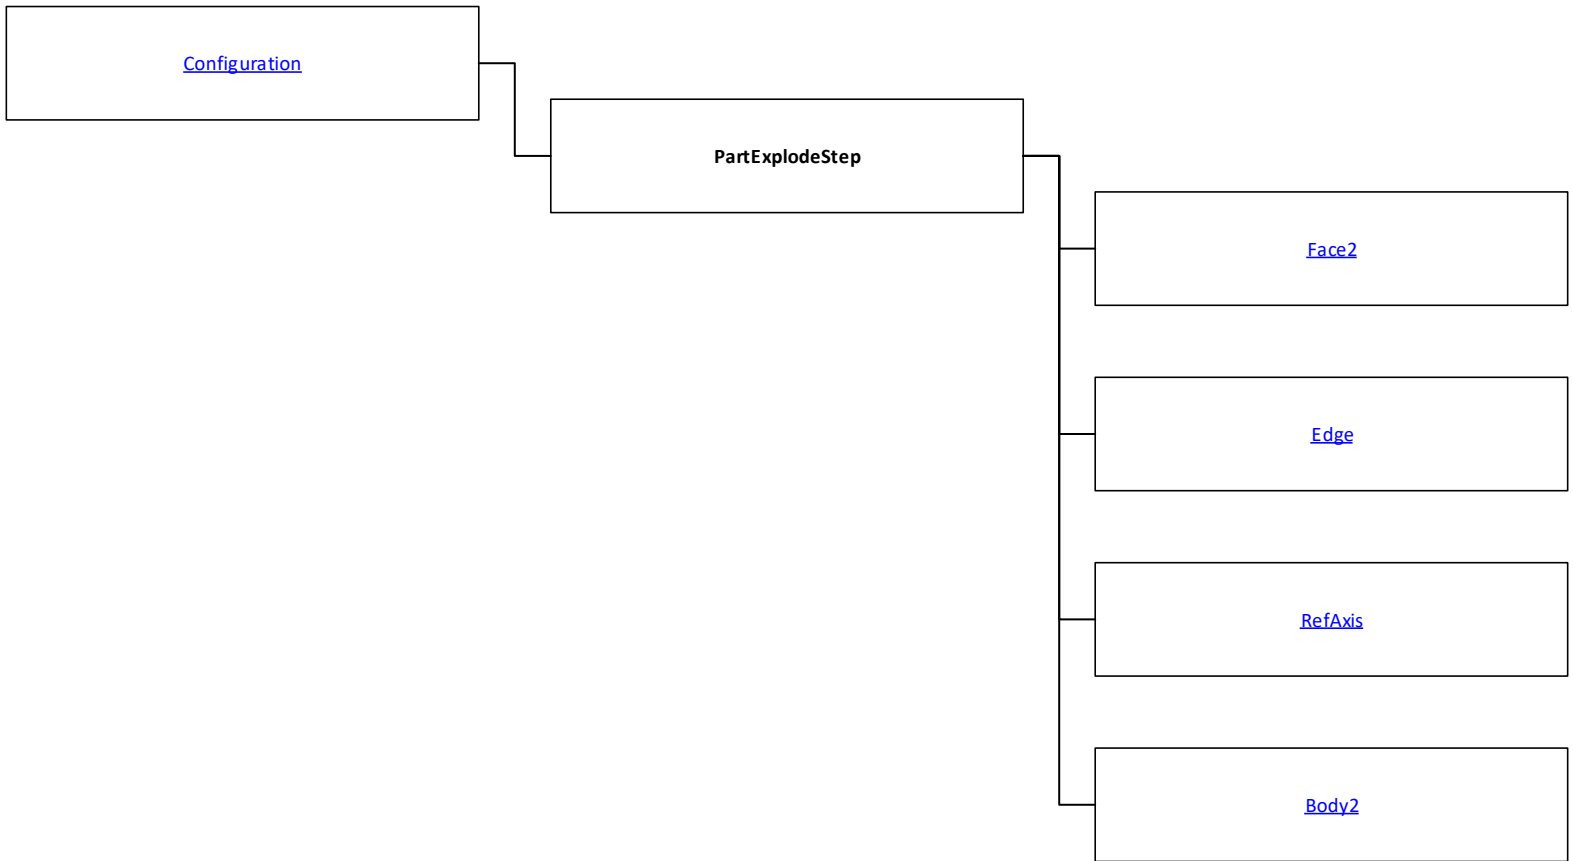 Configuration
PartExplodeStep
Face2
Edge
RefAxis
Body2